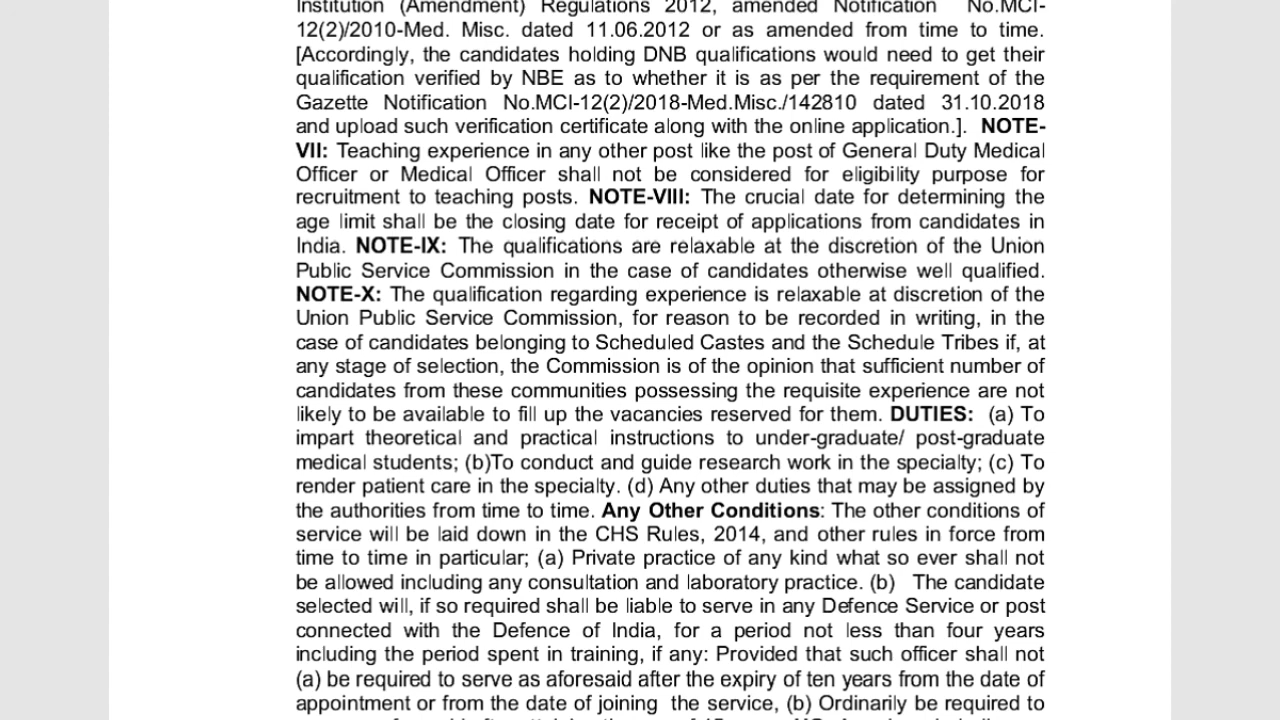 Institution (Amendment) Regulations 2012, amended Notification No.MCI-
12(2)/2010-Med. Misc. dated 11.06.2012 or as amended from time to time.
[Accordingly, the candidates holding DNB qualifications would need to get their
qualification verified by NBE as to whether it is as per the requirement of the
Gazette Notification No.MCI-12(2)/2018-Med.Misc./142810 dated 31.10.2018
and upload such verification certificate along with the online application.]. NOTE-
VII: Teaching experience in any other post like the post of General Duty Medical
Officer or Medical Officer shall not be considered for eligibility purpose for
recruitment to teaching posts. NOTE-VIII: The crucial date for determining the
age limit shall be the closing date for receipt of applications from candidates in
India. NOTE-IX: The qualifications are relaxable at the discretion of the Union
Public Service Commission in the case of candidates otherwise well qualified.
NOTE-X: The qualification regarding experience is relaxable at discretion of the
Union Public Service Commission, for reason to be recorded in writing, in the
case of candidates belonging to Scheduled Castes and the Schedule Tribes if, at
any stage of selection, the Commission is of the opinion that sufficient number of
candidates from these communities possessing the requisite experience are not
likely to be available to fill up the vacancies reserved for them. DUTIES: (a) To
impart theoretical and practical instructions to under-graduate/ post-graduate
medical students; (b)To conduct and guide research work in the specialty; (c) To
render patient care in the specialty. (d) Any other duties that may be assigned by
the authorities from time to time. Any Other Conditions: The other conditions of
service will be laid down in the CHS Rules, 2014, and other rules in force from
time to time in particular; (a) Private practice of any kind what so ever shall not
be allowed including any consultation and laboratory practice. (b) The candidate
selected will, if so required shall be liable to serve in any Defence Service or post
connected with the Defence of India, for a period not less than four years
including the period spent in training, if any: Provided that such officer shall not
(a) be required to serve as aforesaid after the expiry of ten years from the date of
appointment or from the date of joining the service, (b) Ordinarily be required to